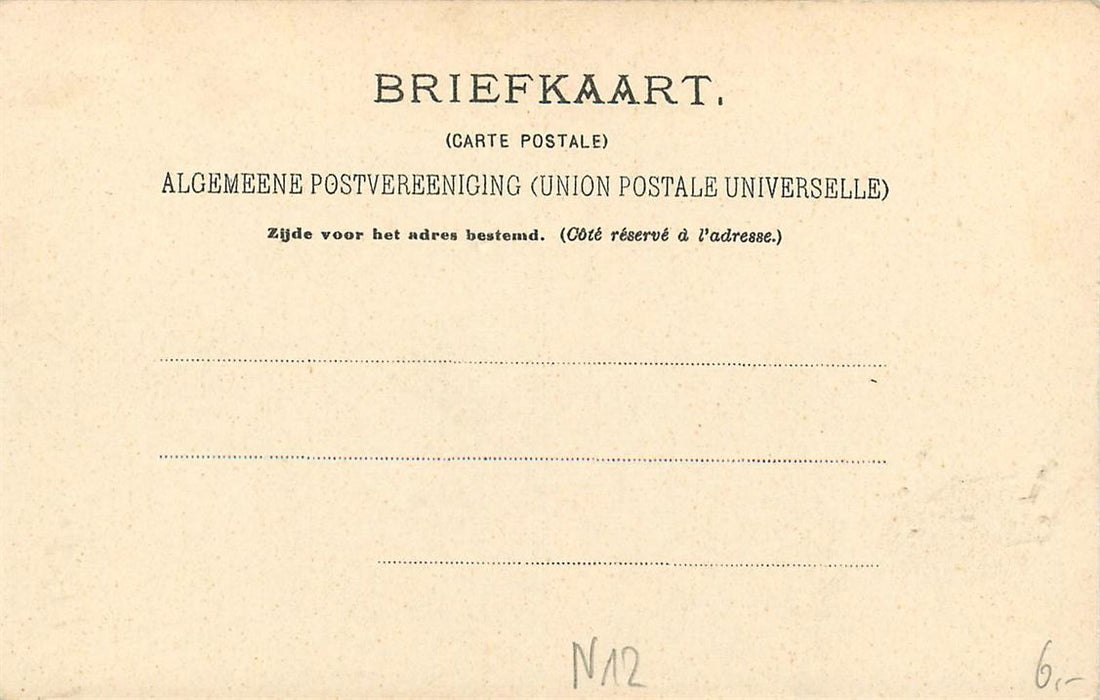 BRIEFKAART.
(CARTE POSTALE)
ALGEMEENE POSTVEREENIGING (UNION POSTALE UNIVERSELLE)
Zijde voor het adres bestemd. (Côté réservé à l'adresse.)
N12
6,-